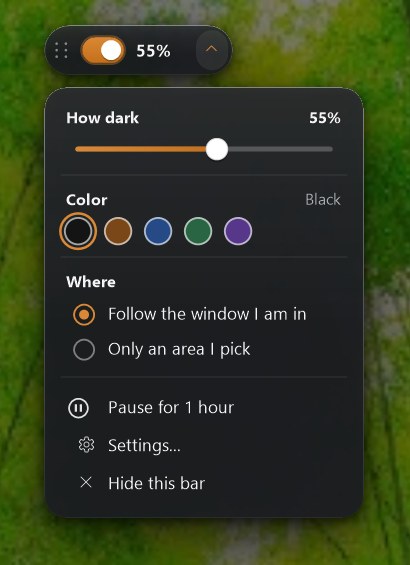 55%
How dark 55%
Color Black
Where
Follow the window I am in
Only an area I pick
Pause for 1 hour
Settings...
Hide this bar